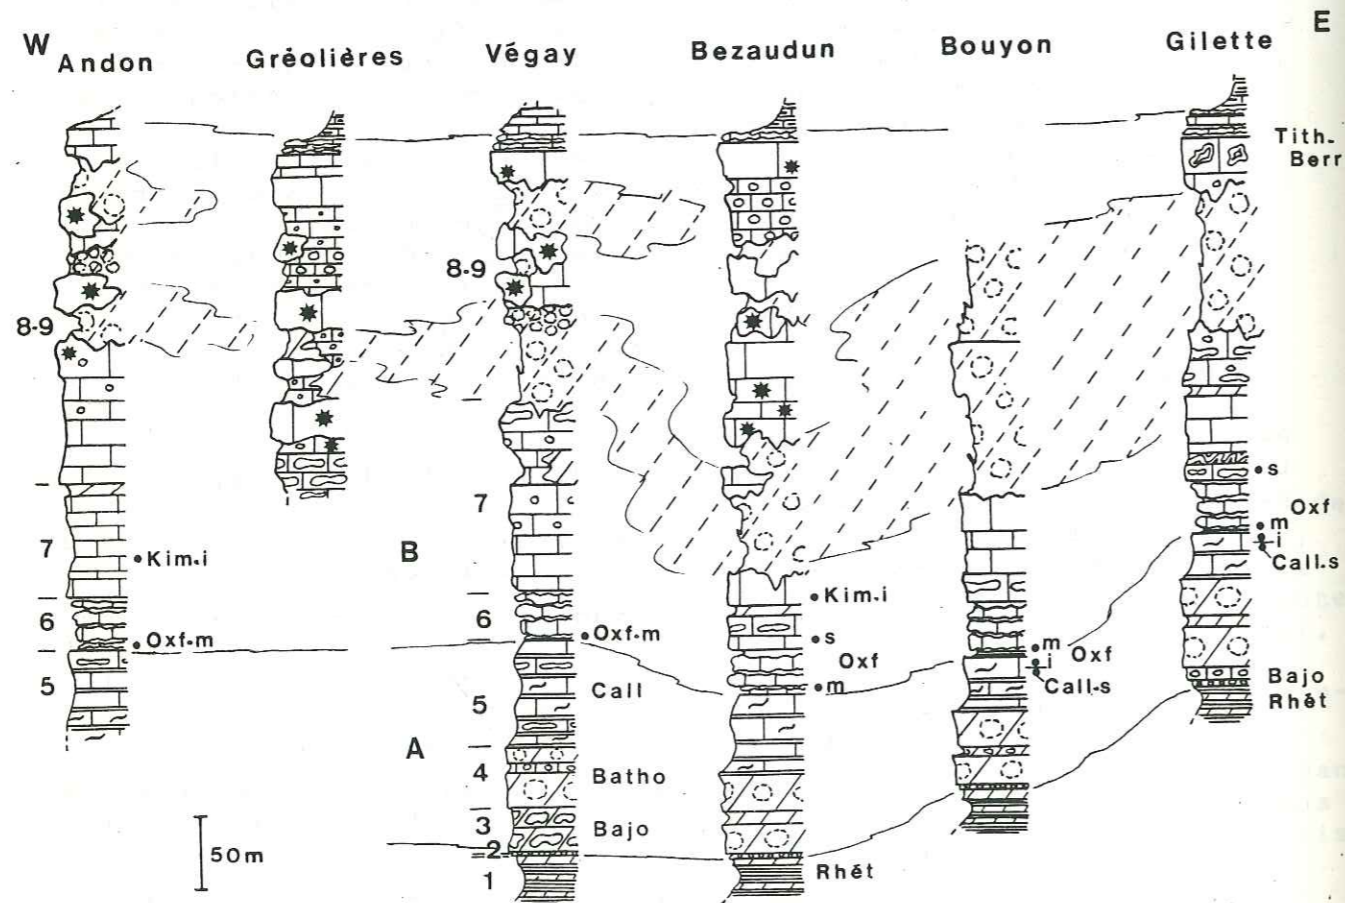 W
E
Andon
Gréolières
Végay
Bezaudun
Bouyon
Gilette
Tith-
Berr
8-9
8-9
7
Kim.i
6
Oxf.m
5
B
A
7
6
Oxf.m
5
Call
4
Batho
3
Bajo
2
1
Kim.i
s
Oxf
m
Rhét
m
i
Oxf
Call.s
s
Oxf
m
i
Call.s
Bajo
Rhét
50m